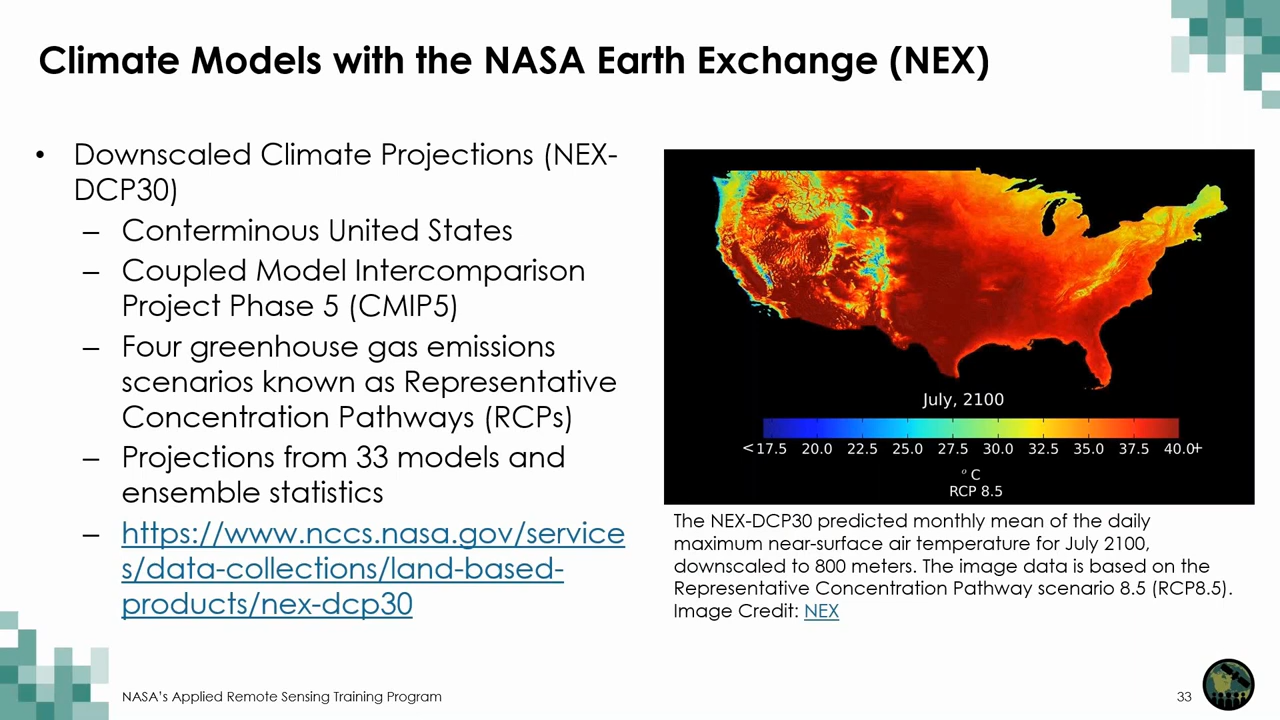 Climate Models with the NASA Earth Exchange (NEX)
• Downscaled Climate Projections (NEX-
DCP30)
– Conterminous United States
– Coupled Model Intercomparison
Project Phase 5 (CMIP5)
– Four greenhouse gas emissions
scenarios known as Representative
Concentration Pathways (RCPs)
– Projections from 33 models and
ensemble statistics
– https://www.nccs.nasa.gov/service
s/data-collections/land-based-
products/nex-dcp30
July, 2100
<17.5 20.0 22.5 25.0 27.5 30.0 32.5 35.0 37.5 40.0+
° C
RCP 8.5
The NEX-DCP30 predicted monthly mean of the daily
maximum near-surface air temperature for July 2100,
downscaled to 800 meters. The image data is based on the
Representative Concentration Pathway scenario 8.5 (RCP8.5).
Image Credit: NEX
NASA's Applied Remote Sensing Training Program
33